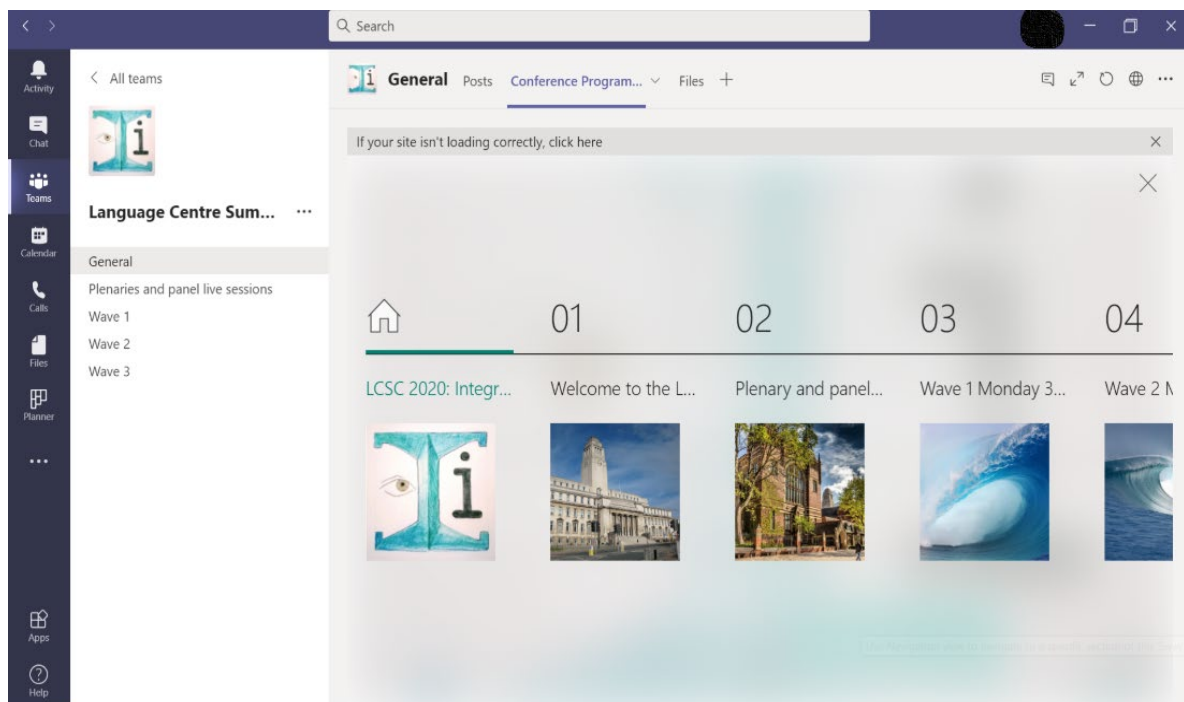 Search
Activity
Chat
Teams
Calendar
Calls
Files
Planner
Apps
Help
All teams
i
Language Centre Sum... ...
General
Plenaries and panel live sessions
Wave 1
Wave 2
Wave 3
i General Posts Conference Program... Files +
If your site isn't loading correctly, click here
01 02 03 04
LCSC 2020: Integr... Welcome to the L... Plenary and panel... Wave 1 Monday 3... Wave 2
i